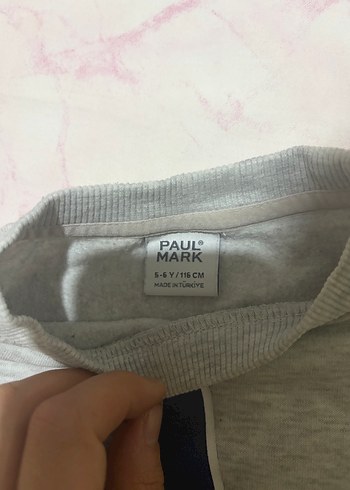 PAUL®
MARK
5-6 Y / 116 CM
MADE IN TÜRKİYE